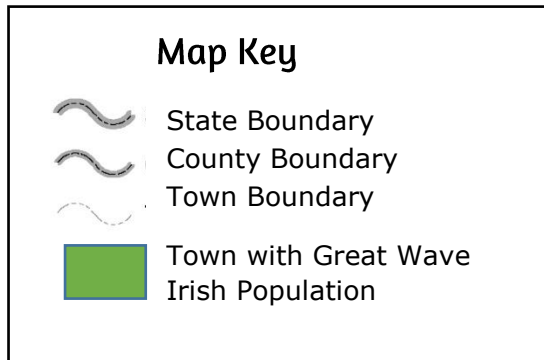 Map Key
State Boundary
County Boundary
Town Boundary
Town with Great Wave
Irish Population